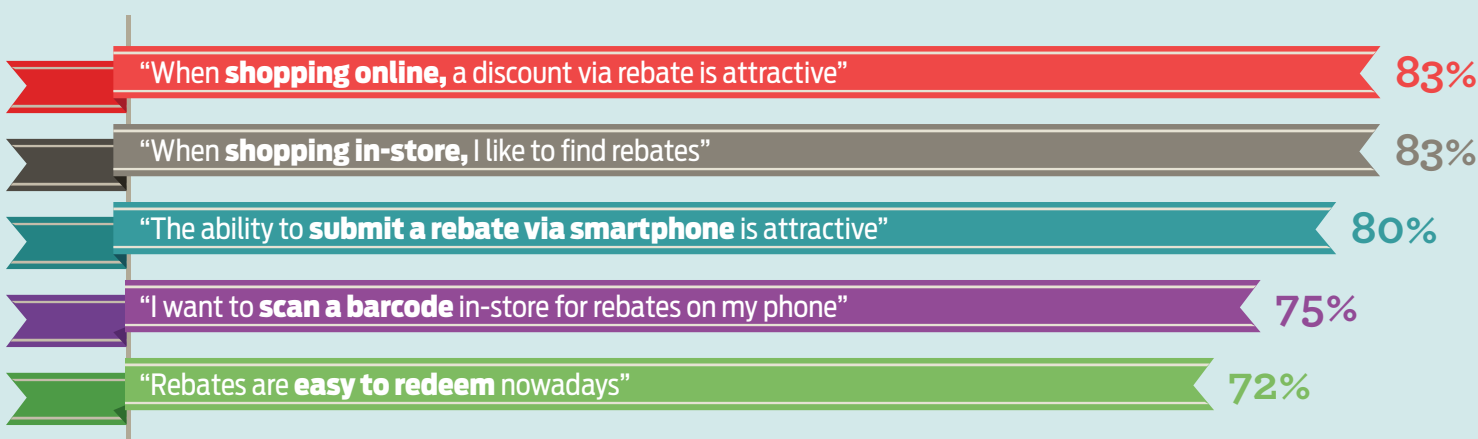 “When shopping online, a discount via rebate is attractive” 83%
“When shopping in-store, I like to find rebates” 83%
“The ability to submit a rebate via smartphone is attractive” 80%
“I want to scan a barcode in-store for rebates on my phone” 75%
“Rebates are easy to redeem nowadays” 72%